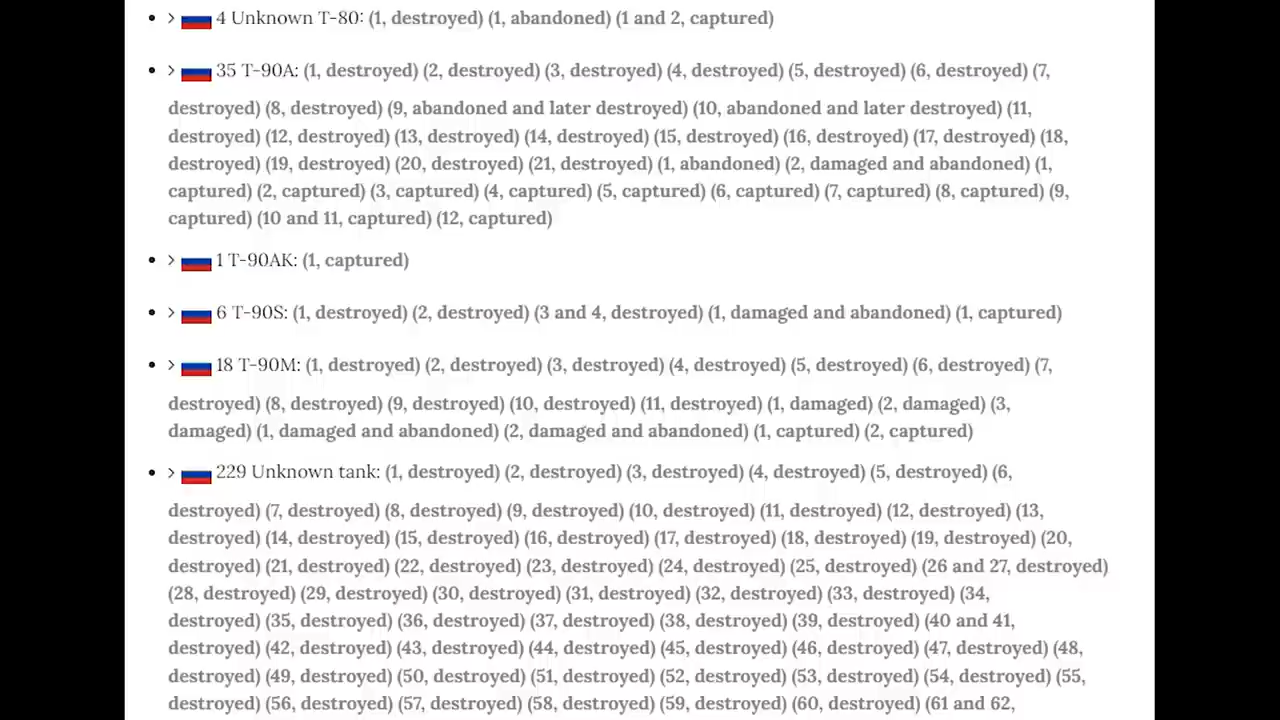 > 4 Unknown T-80: (1, destroyed) (1, abandoned) (1 and 2, captured)
> 35 T-90A: (1, destroyed) (2, destroyed) (3, destroyed) (4, destroyed) (5, destroyed) (6, destroyed) (7,
destroyed) (8, destroyed) (9, abandoned and later destroyed) (10, abandoned and later destroyed) (11,
destroyed) (12, destroyed) (13, destroyed) (14, destroyed) (15, destroyed) (16, destroyed) (17, destroyed) (18,
destroyed) (19, destroyed) (20, destroyed) (21, destroyed) (1, abandoned) (2, damaged and abandoned) (1,
captured) (2, captured) (3, captured) (4, captured) (5, captured) (6, captured) (7, captured) (8, captured) (9,
captured) (10 and 11, captured) (12, captured)
> 1 T-90AK: (1, captured)
> 6 T-90S: (1, destroyed) (2, destroyed) (3 and 4, destroyed) (1, damaged and abandoned) (1, captured)
> 18 T-90M: (1, destroyed) (2, destroyed) (3, destroyed) (4, destroyed) (5, destroyed) (6, destroyed) (7,
destroyed) (8, destroyed) (9, destroyed) (10, destroyed) (11, destroyed) (1, damaged) (2, damaged) (3,
damaged) (1, damaged and abandoned) (2, damaged and abandoned) (1, captured) (2, captured)
> 229 Unknown tank: (1, destroyed) (2, destroyed) (3, destroyed) (4, destroyed) (5, destroyed) (6,
destroyed) (7, destroyed) (8, destroyed) (9, destroyed) (10, destroyed) (11, destroyed) (12, destroyed) (13,
destroyed) (14, destroyed) (15, destroyed) (16, destroyed) (17, destroyed) (18, destroyed) (19, destroyed) (20,
destroyed) (21, destroyed) (22, destroyed) (23, destroyed) (24, destroyed) (25, destroyed) (26 and 27, destroyed)
(28, destroyed) (29, destroyed) (30, destroyed) (31, destroyed) (32, destroyed) (33, destroyed) (34,
destroyed) (35, destroyed) (36, destroyed) (37, destroyed) (38, destroyed) (39, destroyed) (40 and 41,
destroyed) (42, destroyed) (43, destroyed) (44, destroyed) (45, destroyed) (46, destroyed) (47, destroyed) (48,
destroyed) (49, destroyed) (50, destroyed) (51, destroyed) (52, destroyed) (53, destroyed) (54, destroyed) (55,
destroyed) (56, destroyed) (57, destroyed) (58, destroyed) (59, destroyed) (60, destroyed) (61 and 62,